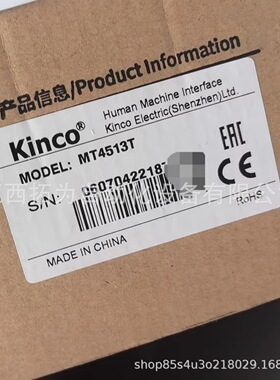 产品信息/Product Information
Kinco®
Human Machine Interface
Kinco Electric(Shenzhen)Ltd.
MODEL: MT4513T
S/N:
EAC
CE
RoHS
MADE IN CHINA
shop85s4u3o218029.168